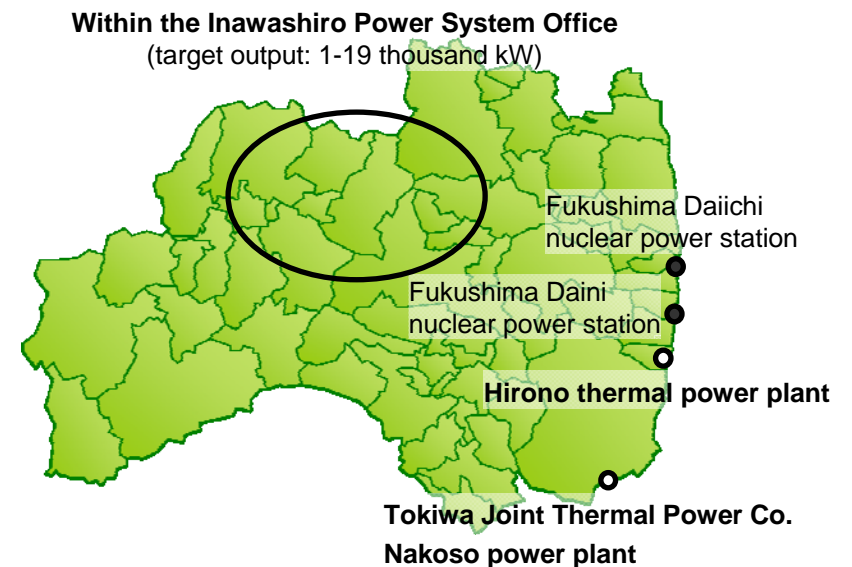 Within the Inawashiro Power System Office
(target output: 1-19 thousand kW)
Fukushima Daiichi
nuclear power station
Fukushima Daini
nuclear power station
Hirono thermal power plant
Tokiwa Joint Thermal Power Co.
Nakoso power plant